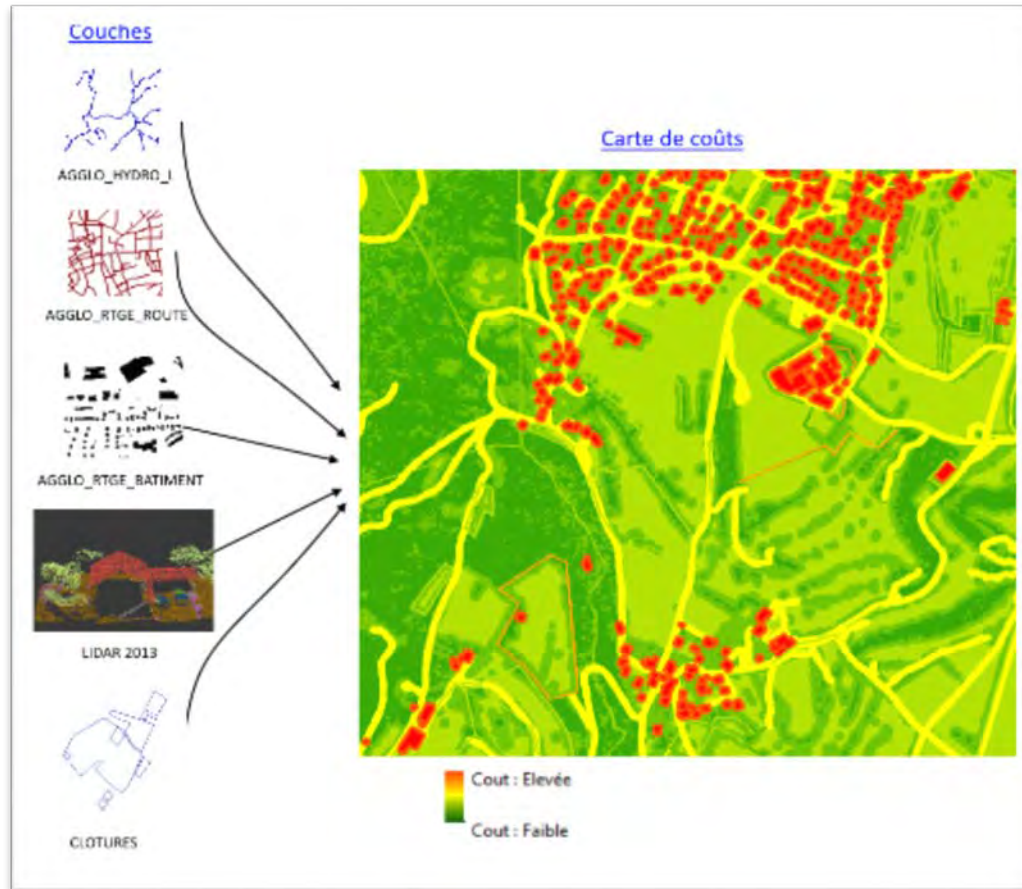 Couches
AGGLO_HYDRO_L
AGGLO_RTGE_ROUTE
AGGLO_RTGE_BATIMENT
LIDAR 2013
CLOTURES
Carte de coûts
Cout : Elevée
Cout : Faible